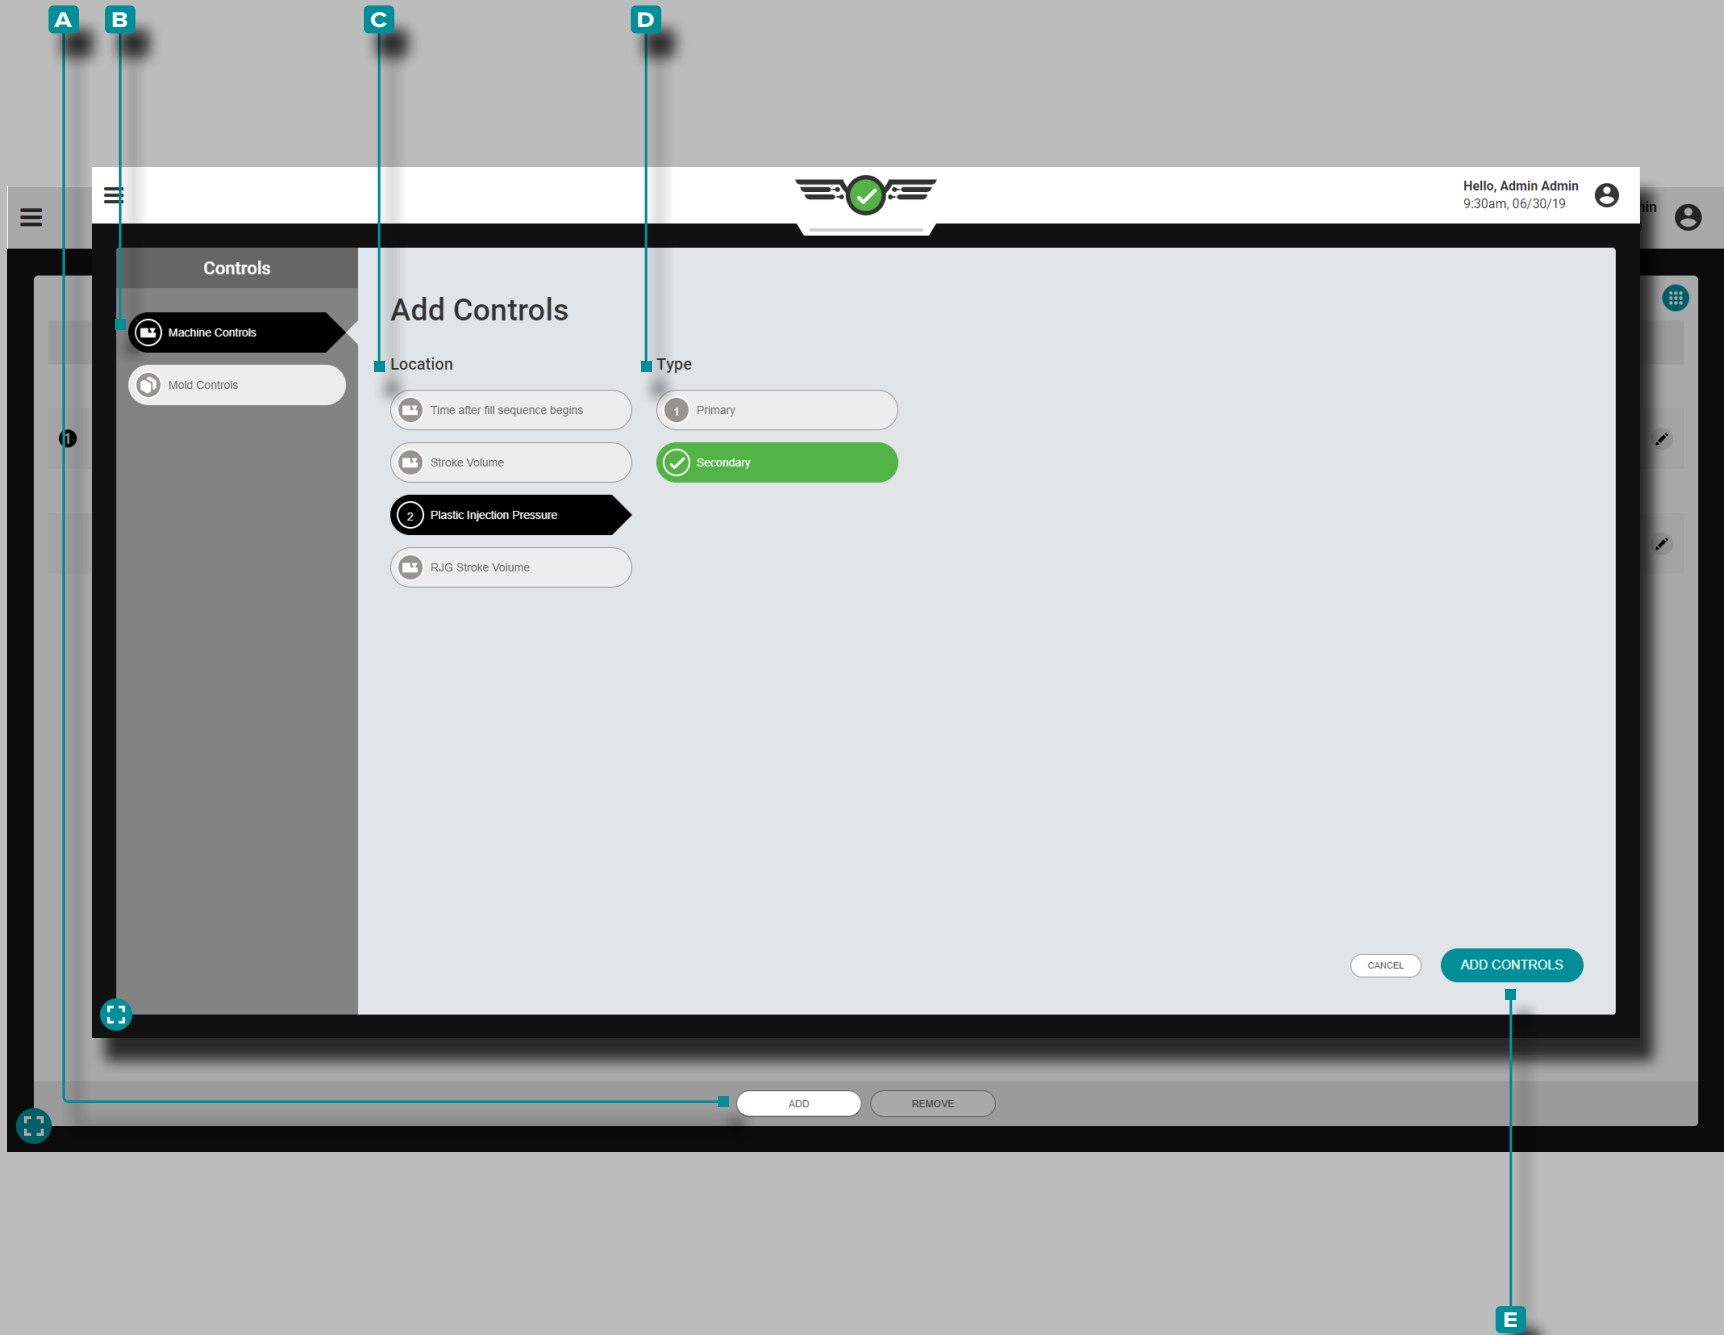 A B C D
Hello, Admin Admin
9:30am, 06/30/19
Controls
Machine Controls
Mold Controls
Add Controls
Location
Time after fill sequence begins
Stroke Volume
2 Plastic Injection Pressure
RJG Stroke Volume
Type
1 Primary
Secondary
1
CANCEL
ADD CONTROLS
ADD
REMOVE
E